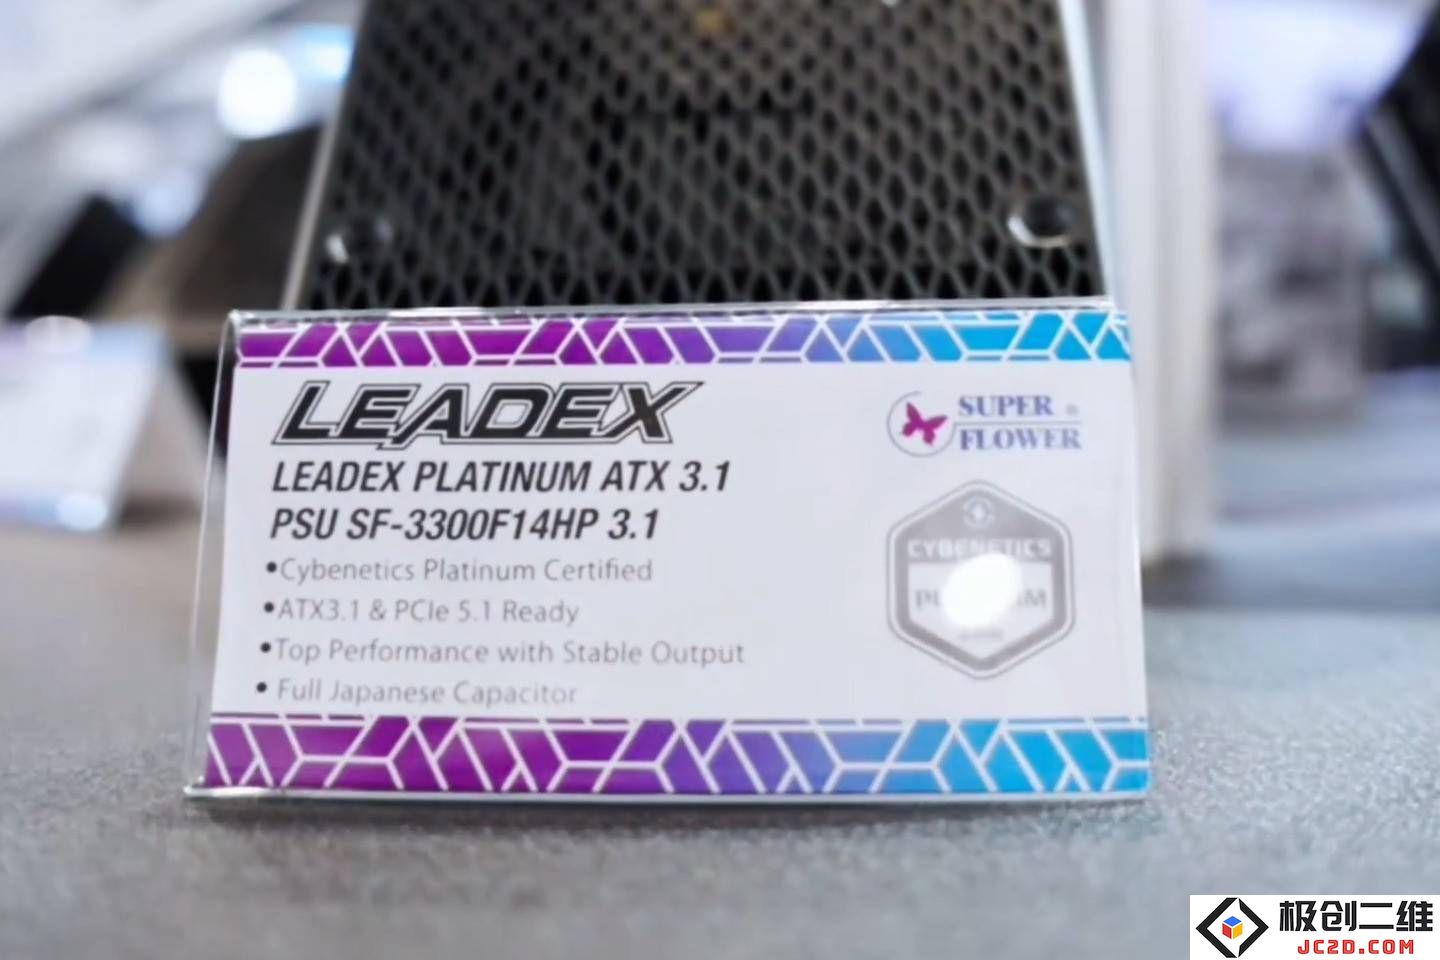 LEADEX
SUPER
FLOWER
LEADEX PLATINUM ATX 3.1
PSU SF-3300F14HP 3.1
•Cybenetics Platinum Certified
•ATX3.1 & PCIe 5.1 Ready
•Top Performance with Stable Output
• Full Japanese Capacitor
CYBENETICS
极创二维
JC2D.COM